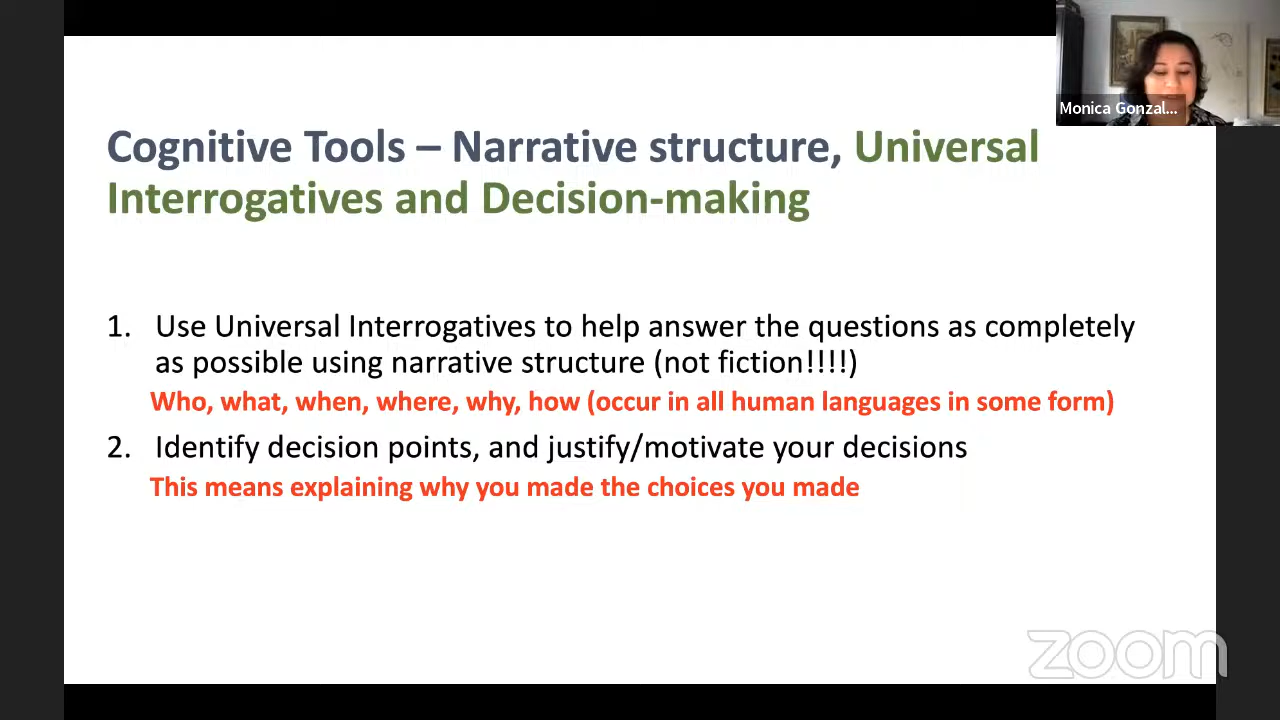 Monica Gonzal...
Cognitive Tools – Narrative structure, Universal
Interrogatives and Decision-making
1. Use Universal Interrogatives to help answer the questions as completely
as possible using narrative structure (not fiction!!!!)
Who, what, when, where, why, how (occur in all human languages in some form)
2. Identify decision points, and justify/motivate your decisions
This means explaining why you made the choices you made
zoom